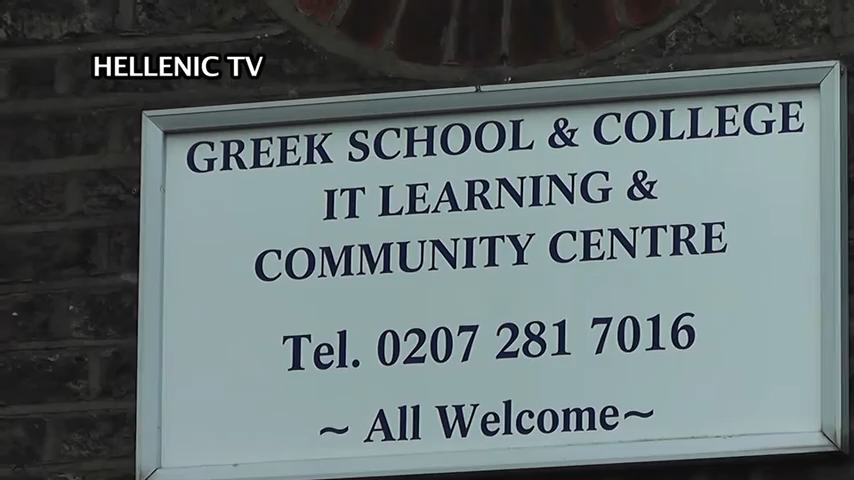 HELLENIC TV
GREEK SCHOOL & COLLEGE
IT LEARNING &
COMMUNITY CENTRE
Tel. 0207 281 7016
~ All Welcome~